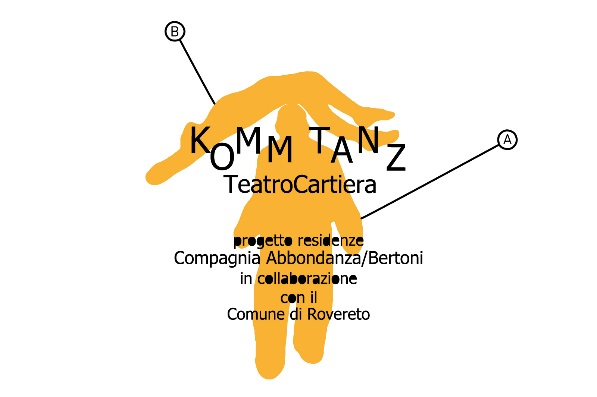 B
A
KOMM TANZ
TeatroCartiera
progetto residenze
Compagnia Abbondanza/Bertoni
in collaborazione
con il
Comune di Rovereto